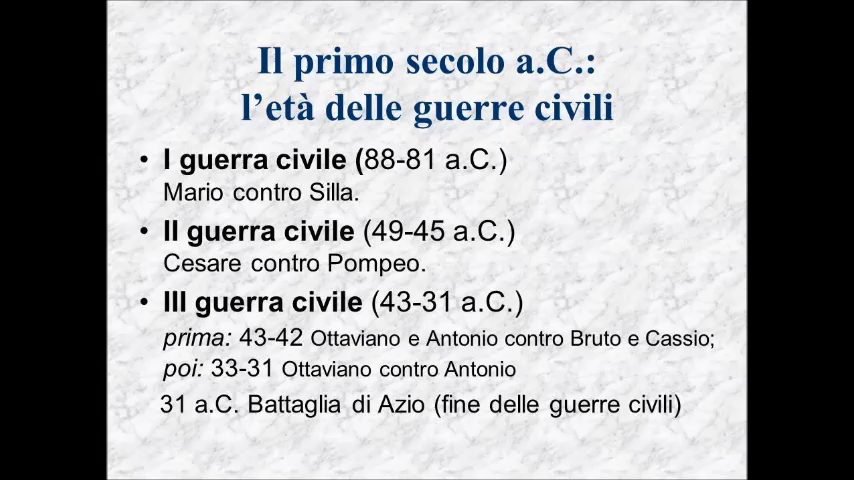 Il primo secolo a.C.:
l’età delle guerre civili
• I guerra civile (88-81 a.C.)
Mario contro Silla.
• II guerra civile (49-45 a.C.)
Cesare contro Pompeo.
• III guerra civile (43-31 a.C.)
prima: 43-42 Ottaviano e Antonio contro Bruto e Cassio;
poi: 33-31 Ottaviano contro Antonio
31 a.C. Battaglia di Azio (fine delle guerre civili)